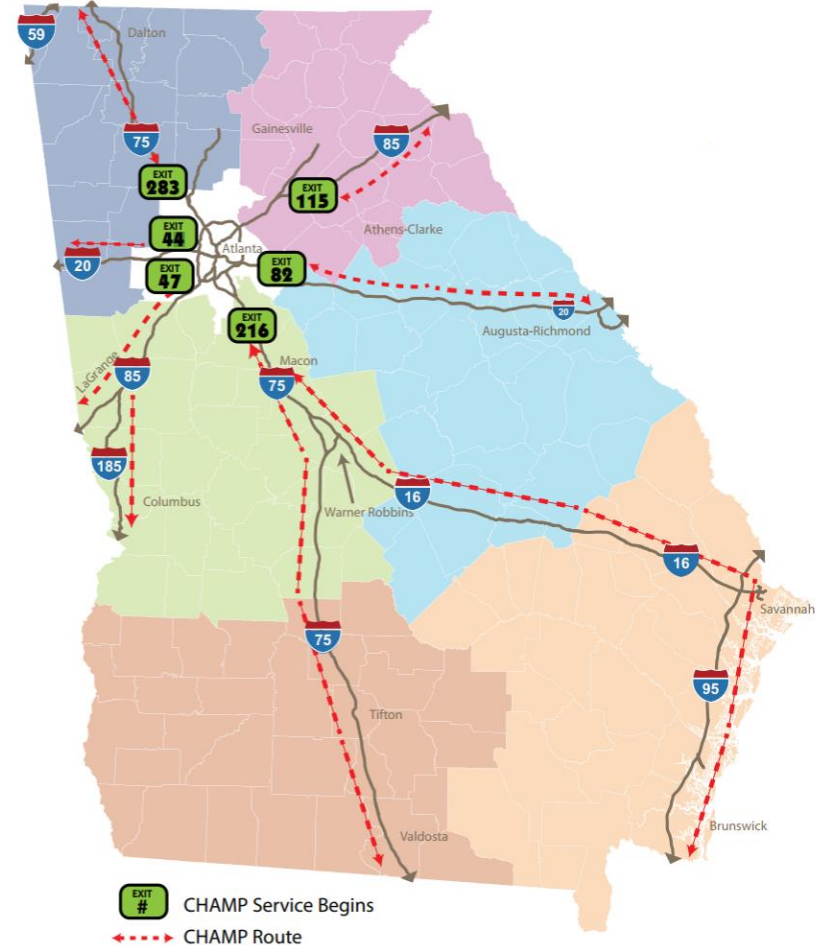 59
Dalton
75
Gainesville
85
EXIT
283
EXIT
115
EXIT
44
Athens-Clarke
Atlanta
20
EXIT
47
EXIT
82
20
EXIT
216
Augusta-Richmond
LaGrange
Macon
85
75
185
16
Columbus
Warner Robbins
16
Savannah
75
95
Tifton
Brunswick
Valdosta
EXIT
#
CHAMP Service Begins
CHAMP Route